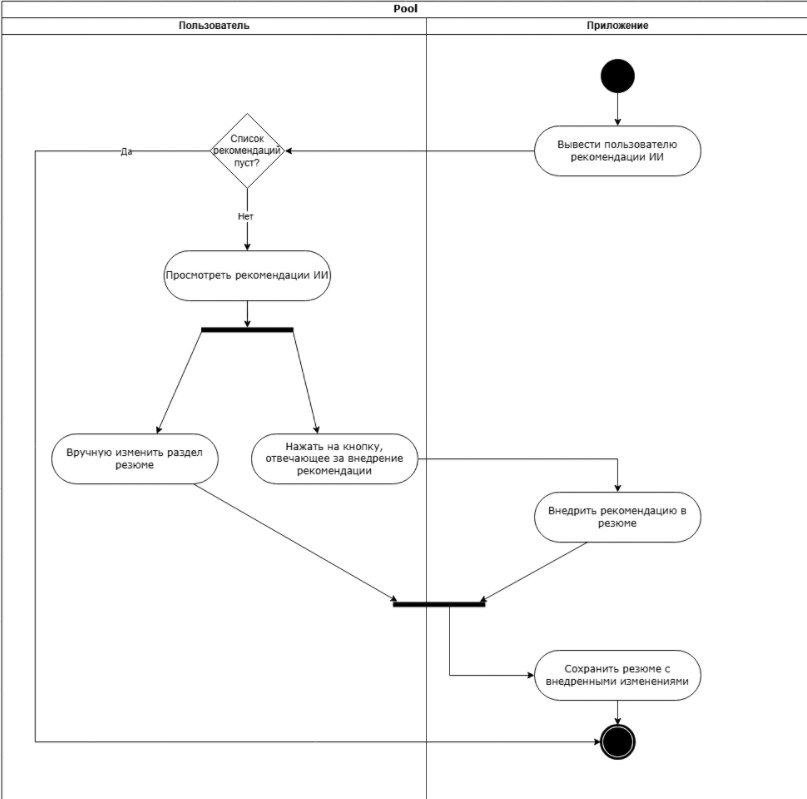 Pool
Пользователь
Приложение
Вывести пользователю
рекомендации ИИ
Список
рекомендаций
пуст?
Да
Нет
Просмотреть рекомендации ИИ
Вручную изменить раздел
резюме
Нажать на кнопку,
отвечающее за внедрение
рекомендации
Внедрить рекомендацию в
резюме
Сохранить резюме с
внедренными изменениями